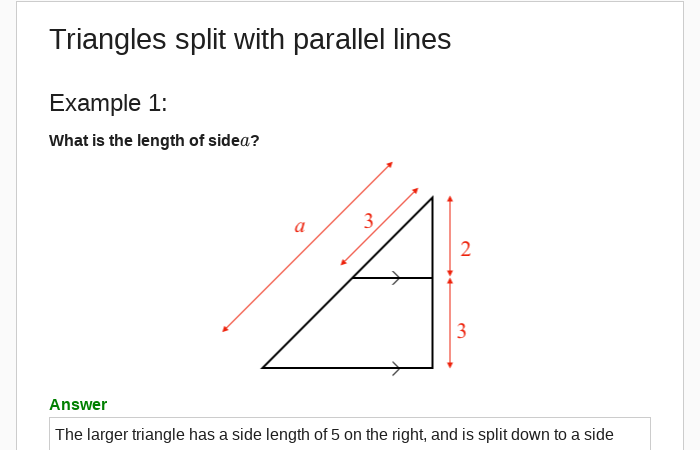 Triangles split with parallel lines
Example 1:
What is the length of sidea?
a
3
2
3
Answer
The larger triangle has a side length of 5 on the right, and is split down to a side